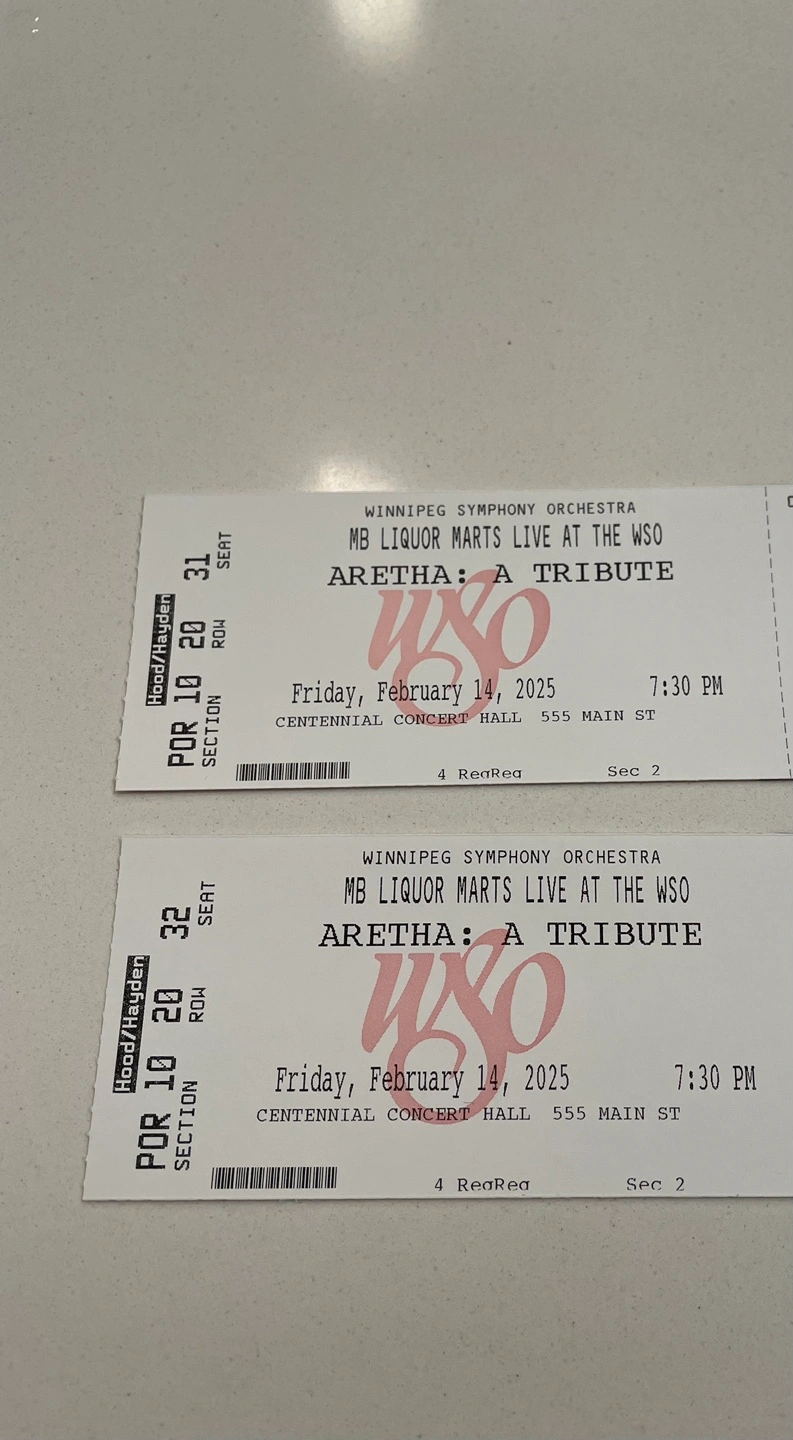 WINNIPEG SYMPHONY ORCHESTRA
MB LIQUOR MARTS LIVE AT THE WSO
ARETHA: A TRIBUTE
wso
Friday, February 14, 2025 7:30 PM
CENTENNIAL CONCERT HALL 555 MAIN ST
4 RegReg Sec 2
Hood/Hayden
POR 10 20 31
SECTION ROW SEAT
WINNIPEG SYMPHONY ORCHESTRA
MB LIQUOR MARTS LIVE AT THE WSO
ARETHA: A TRIBUTE
wso
Friday, February 14, 2025 7:30 PM
CENTENNIAL CONCERT HALL 555 MAIN ST
4 RegReg Sec 2
Hood/Hayden
POR 10 20 32
SECTION ROW SEAT